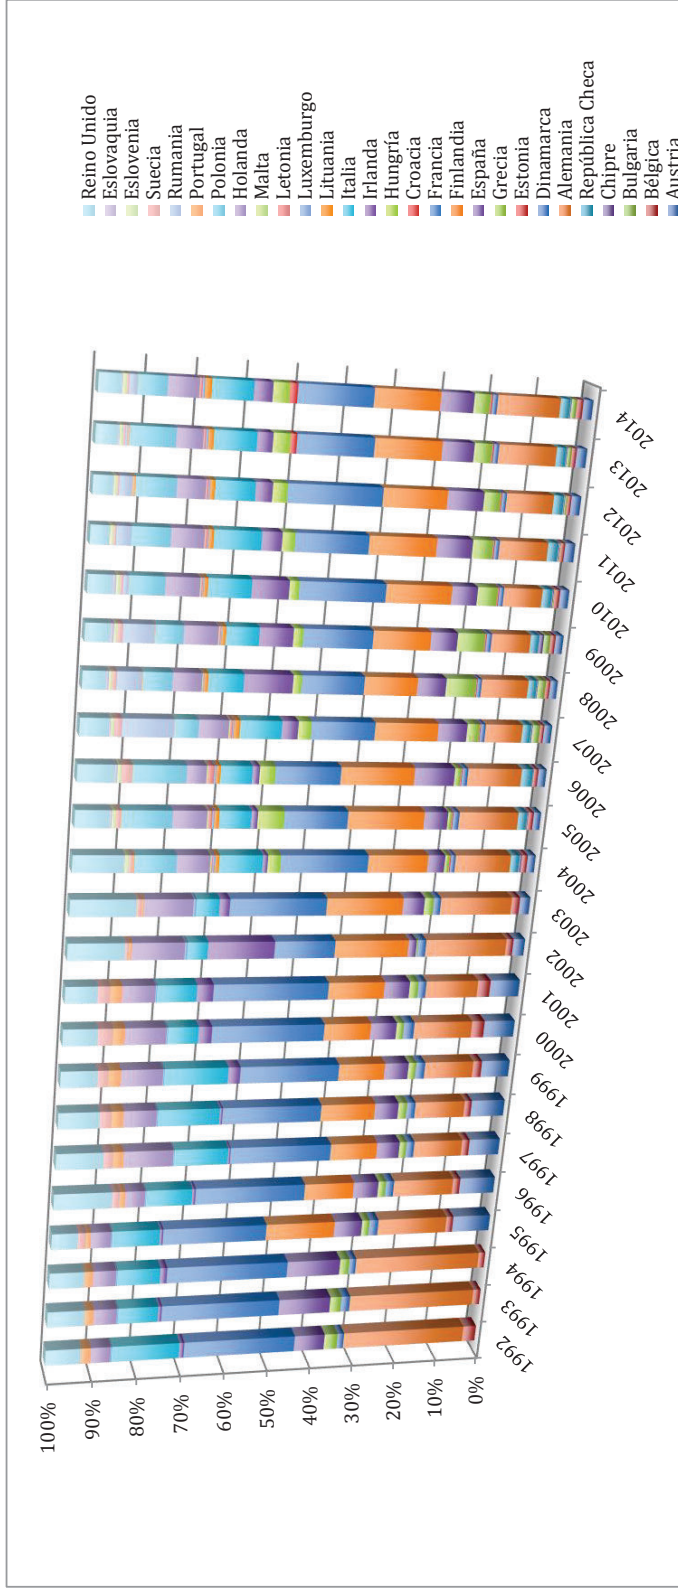 Reino Unido
Eslovaquia
Eslovenia
Suecia
Rumania
Portugal
Polonia
Holanda
Malta
Letonia
Luxemburgo
Lituania
Italia
Irlanda
Hungría
Croacia
Francia
Finlandia
España
Grecia
Estonia
Dinamarca
Alemania
República Checa
Chipre
Bulgaria
Bélgica
Austria
100%
90%
80%
70%
60%
50%
40%
30%
20%
10%
0%
1992
1993
1994
1995
1996
1997
1998
1999
2000
2001
2002
2003
2004
2005
2006
2007
2008
2009
2010
2011
2012
2013
2014